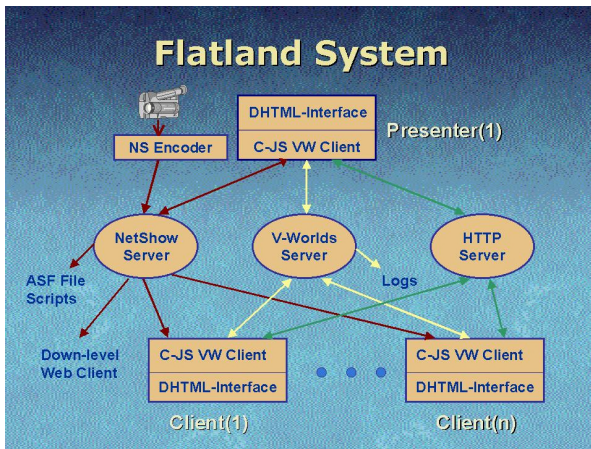 Flatland System
DHTML-Interface
C-JS VW Client
Presenter(1)
NS Encoder
NetShow
Server
V-Worlds
Server
HTTP
Server
ASF File
Scripts
Logs
Down-level
Web Client
C-JS VW Client
DHTML-Interface
Client(1)
C-JS VW Client
DHTML-Interface
Client(n)